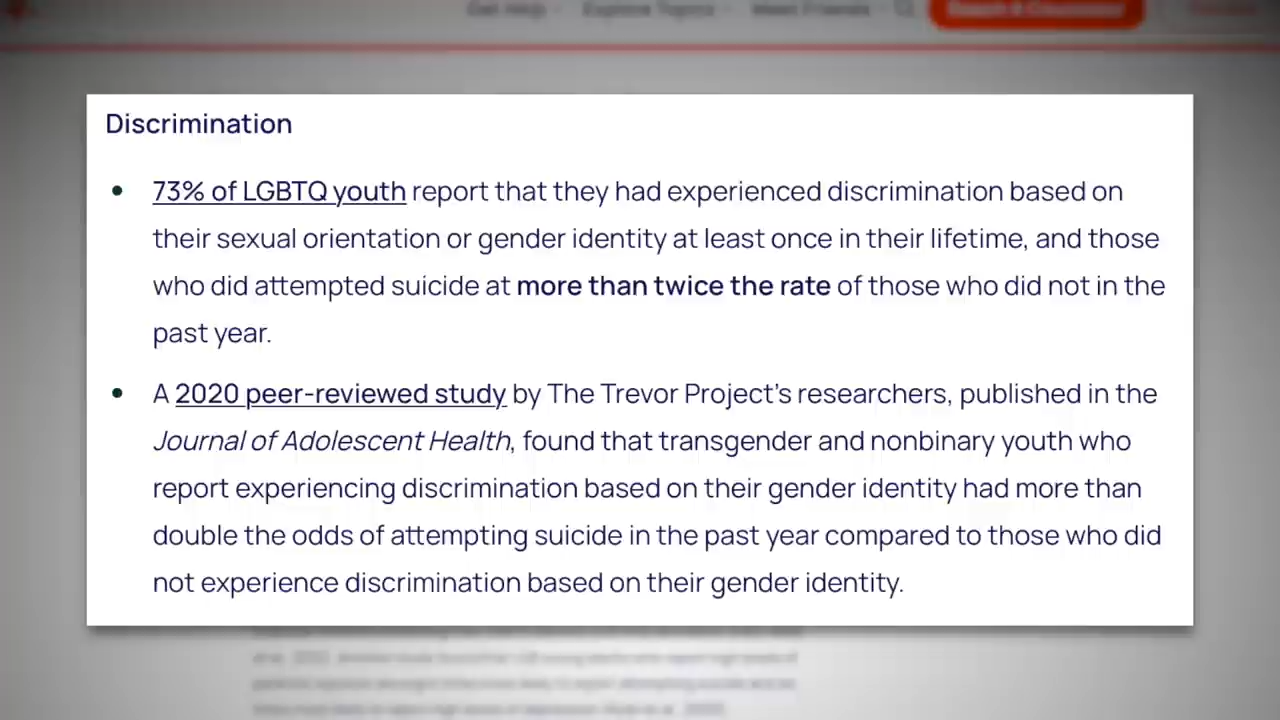 Discrimination
73% of LGBTQ youth report that they had experienced discrimination based on
their sexual orientation or gender identity at least once in their lifetime, and those
who did attempted suicide at more than twice the rate of those who did not in the
past year.
A 2020 peer-reviewed study by The Trevor Project's researchers, published in the
Journal of Adolescent Health, found that transgender and nonbinary youth who
report experiencing discrimination based on their gender identity had more than
double the odds of attempting suicide in the past year compared to those who did
not experience discrimination based on their gender identity.